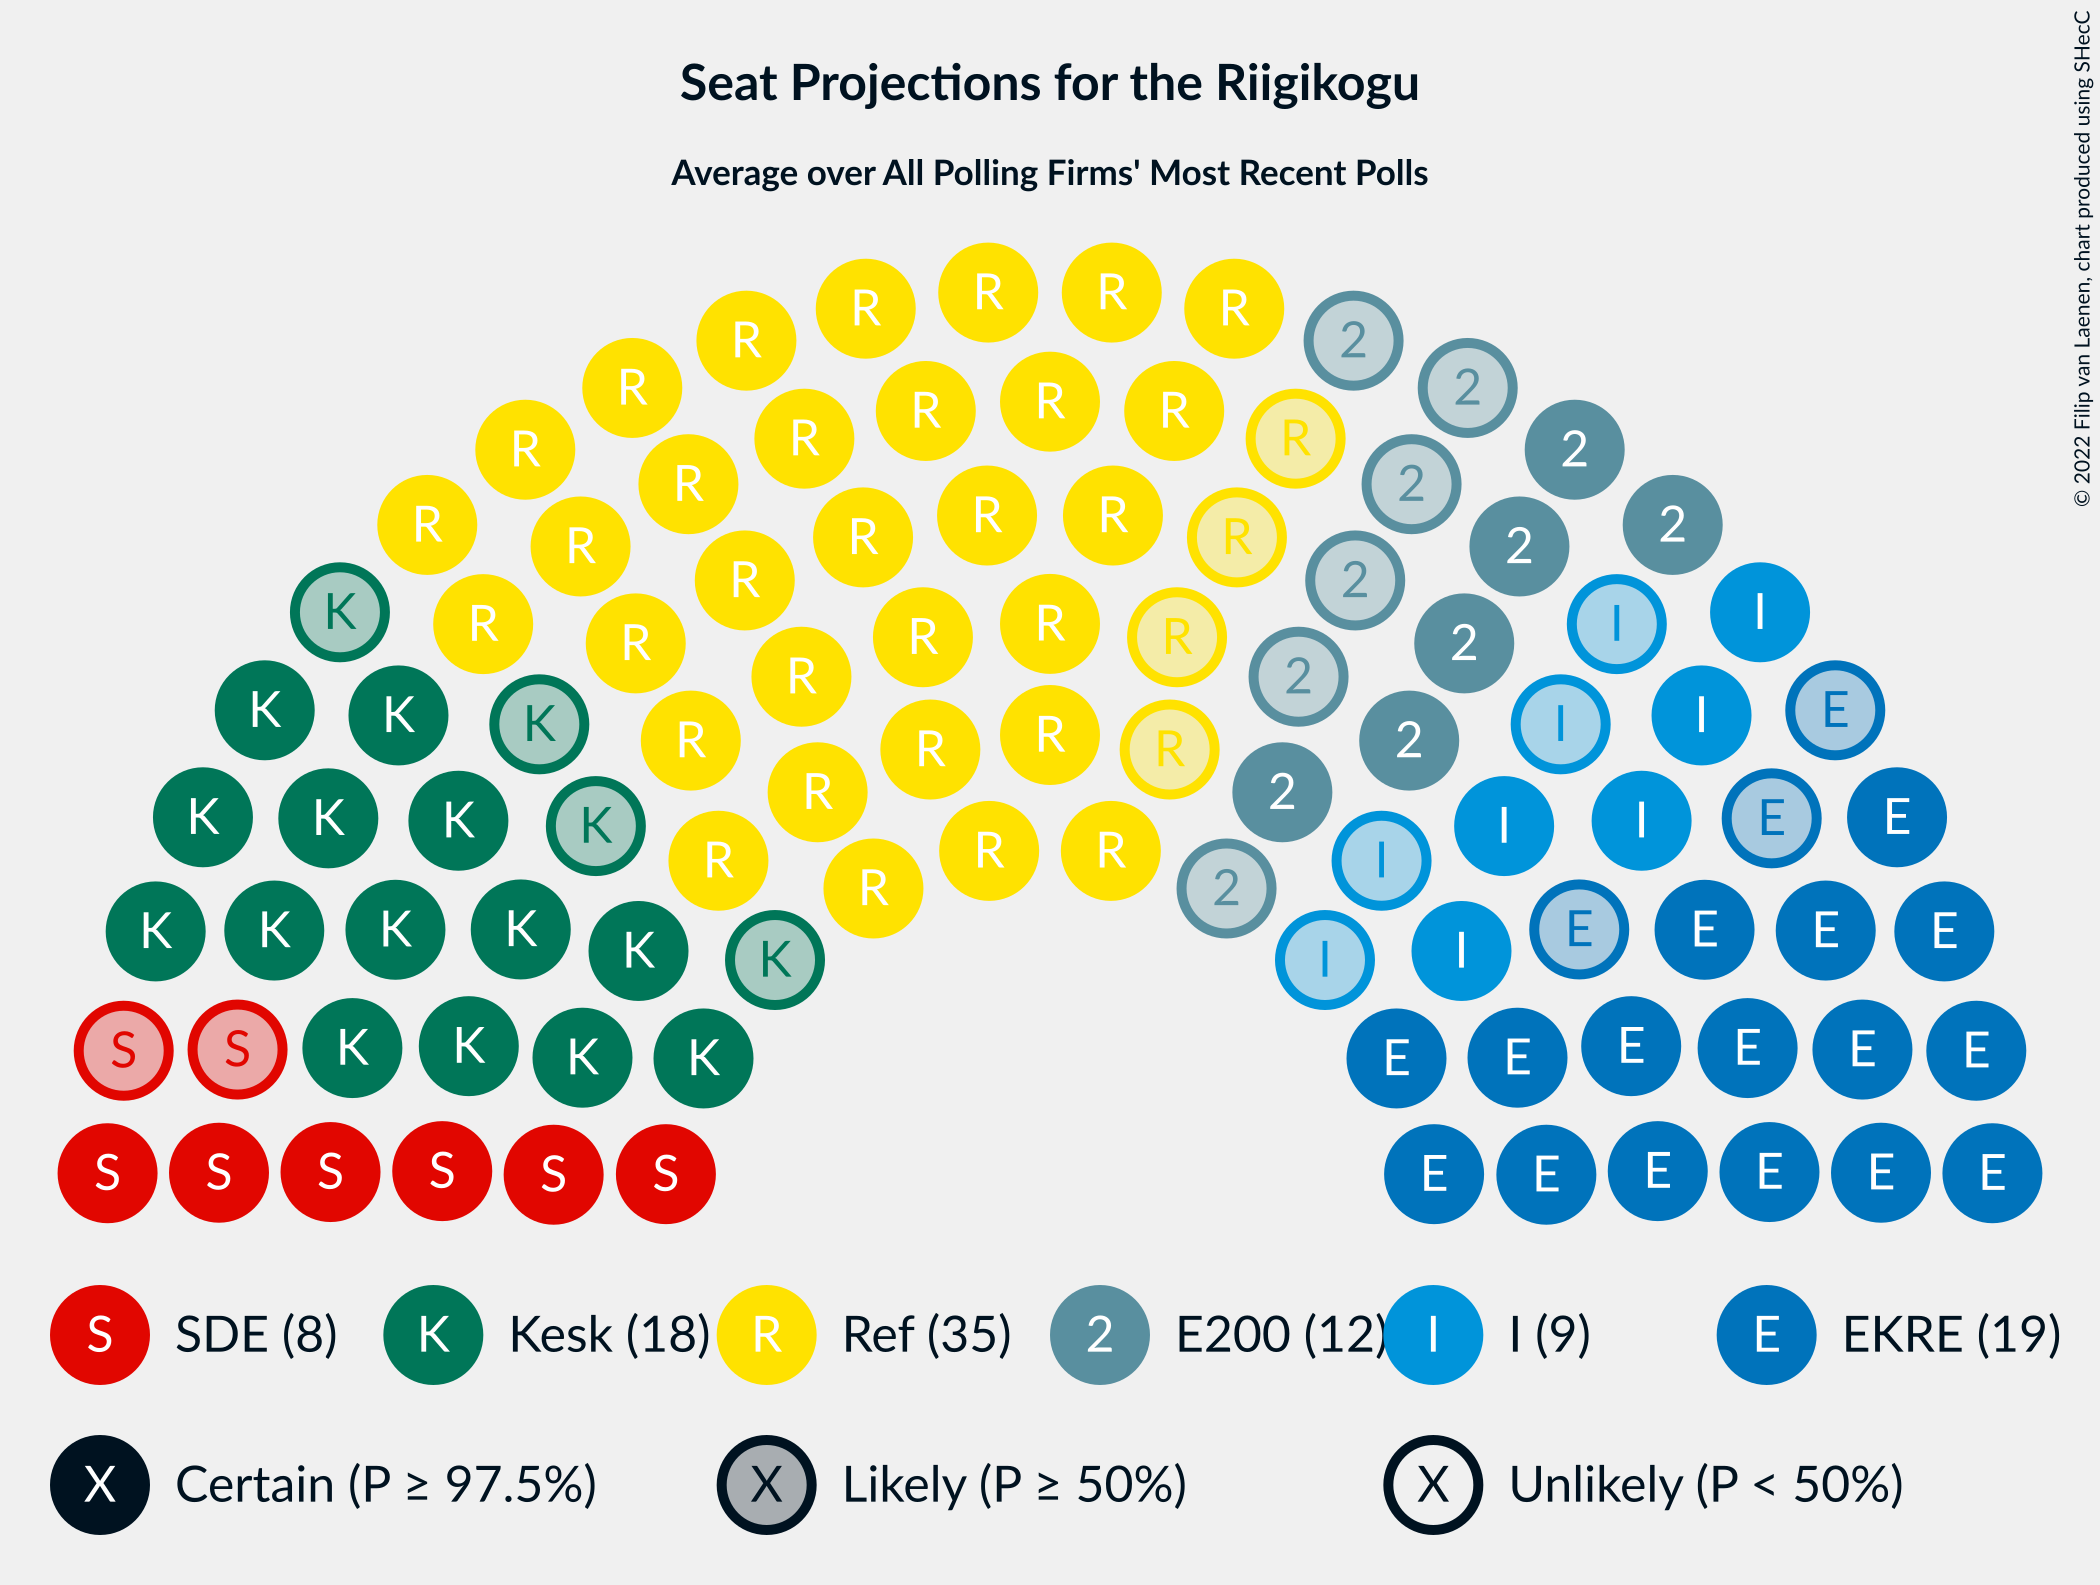 Seat Projections for the Riigikogu
Average over All Polling Firms' Most Recent Polls
© 2022 Filip van Laenen, chart produced using SHecC
R R R R R 2 2
R R R R R R 2 2
R R R R R 2 2
R R R R R 2 2
K R R R R 2 I I
K K K R R R 2 2 I I E
K K K K R R R R 2 I I I E E
K K K K K K R R R 2 I I I E E E E
S S K K K K E E E E E E
S S S S S S E E E E E E
S SDE (8) K Kesk (18) R Ref (35) 2 E200 (12) I I (9) E EKRE (19)
X Certain (P ≥ 97.5%) X Likely (P ≥ 50%) X Unlikely (P < 50%)